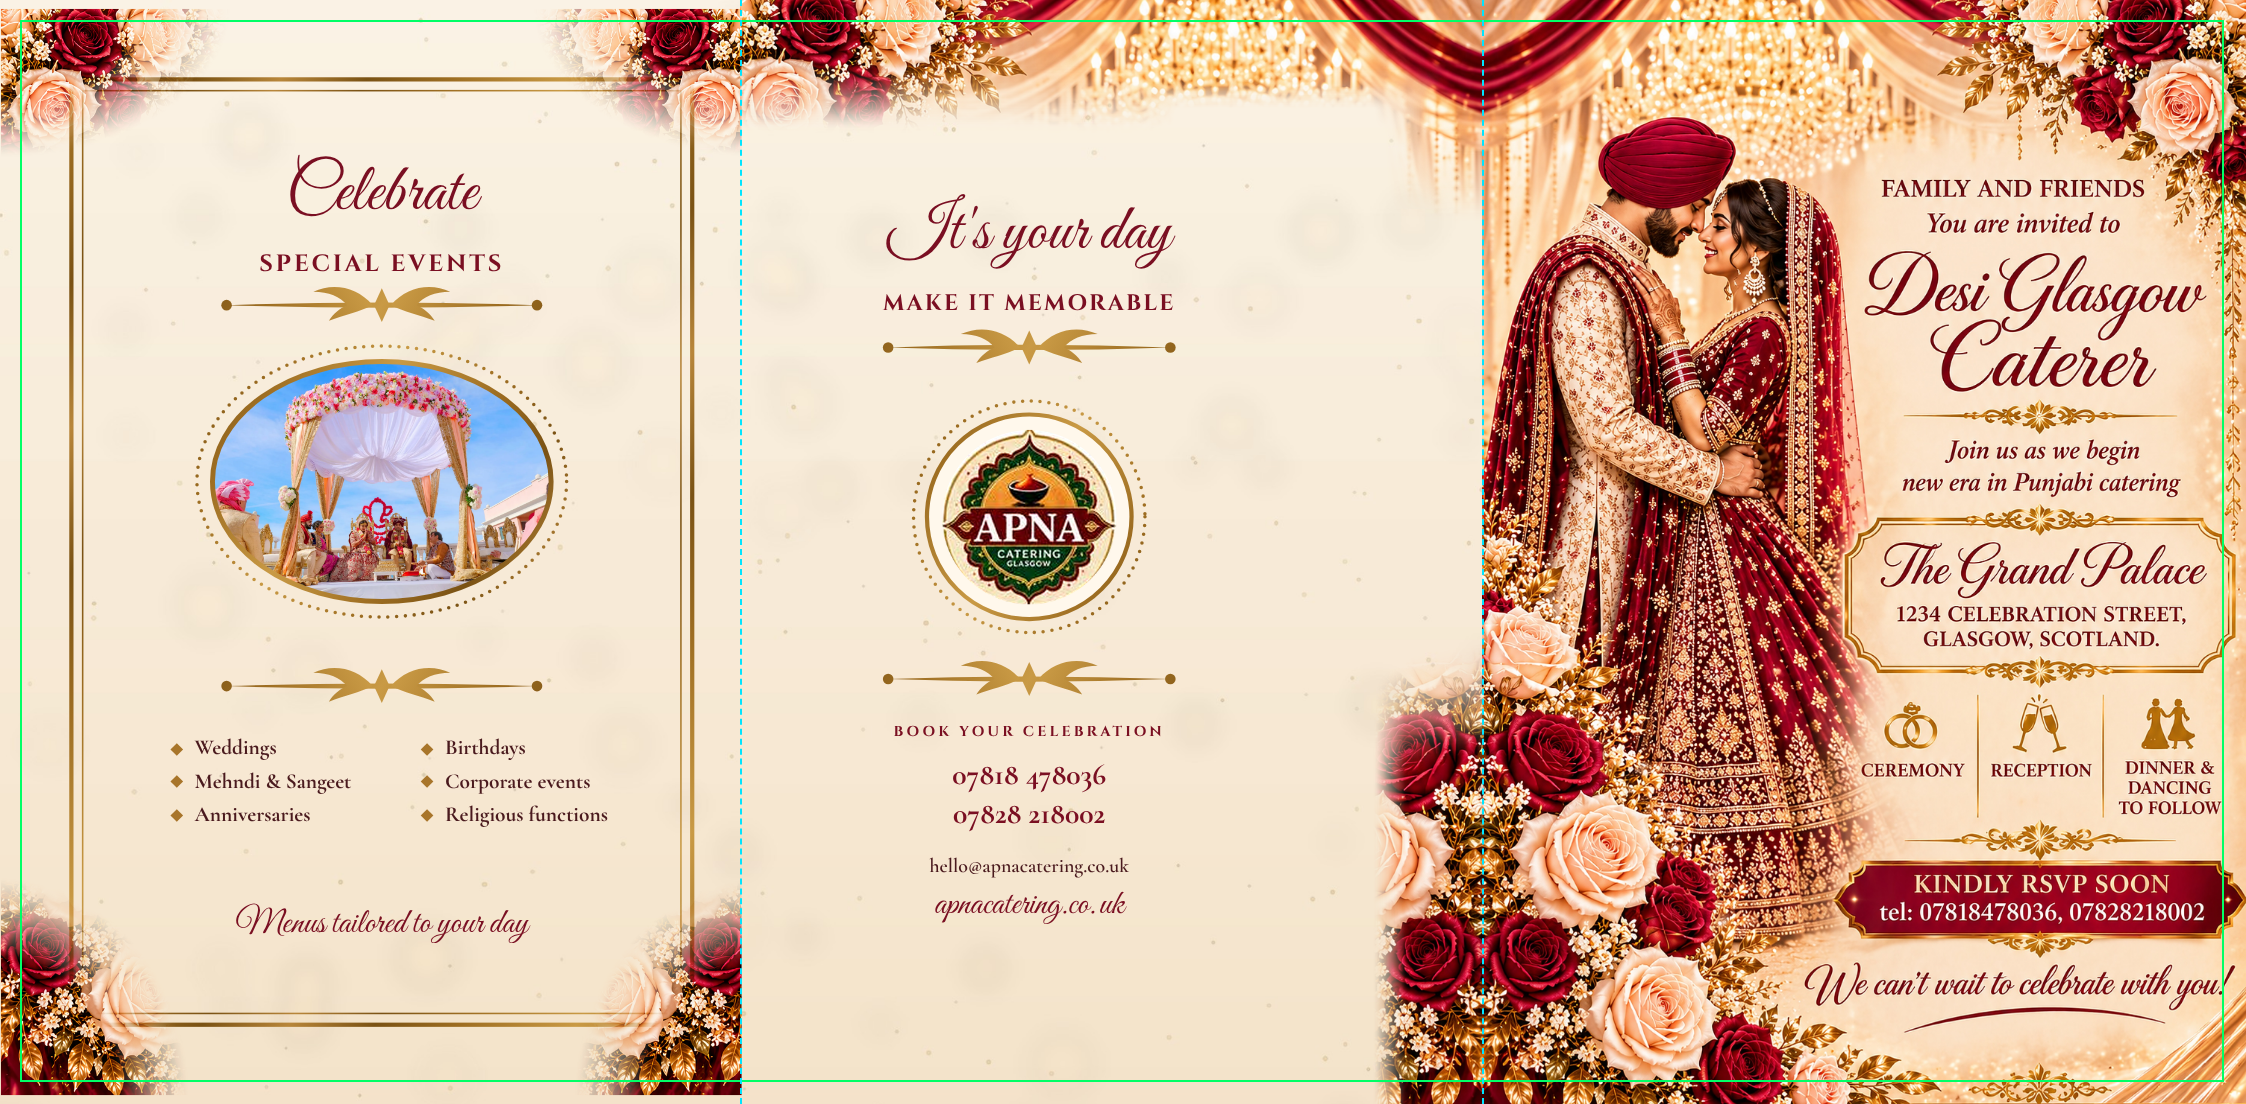 Celebrate
SPECIAL EVENTS
Weddings
Mehndi & Sangeet
Anniversaries
Birthdays
Corporate events
Religious functions
Menus tailored to your day
It's your day
MAKE IT MEMORABLE
APNA
CATERING
GLASGOW
BOOK YOUR CELEBRATION
07818 478036
07828 218002
hello@apnacatering.co.uk
apnacatering.co.uk
FAMILY AND FRIENDS
You are invited to
Desi Glasgow
Caterer
Join us as we begin
new era in Punjabi catering
The Grand Palace
1234 CELEBRATION STREET,
GLASGOW, SCOTLAND.
CEREMONY
RECEPTION
DINNER &
DANCING
TO FOLLOW
KINDLY RSVP SOON
tel: 07818478036, 07828218002
We can't wait to celebrate with you!